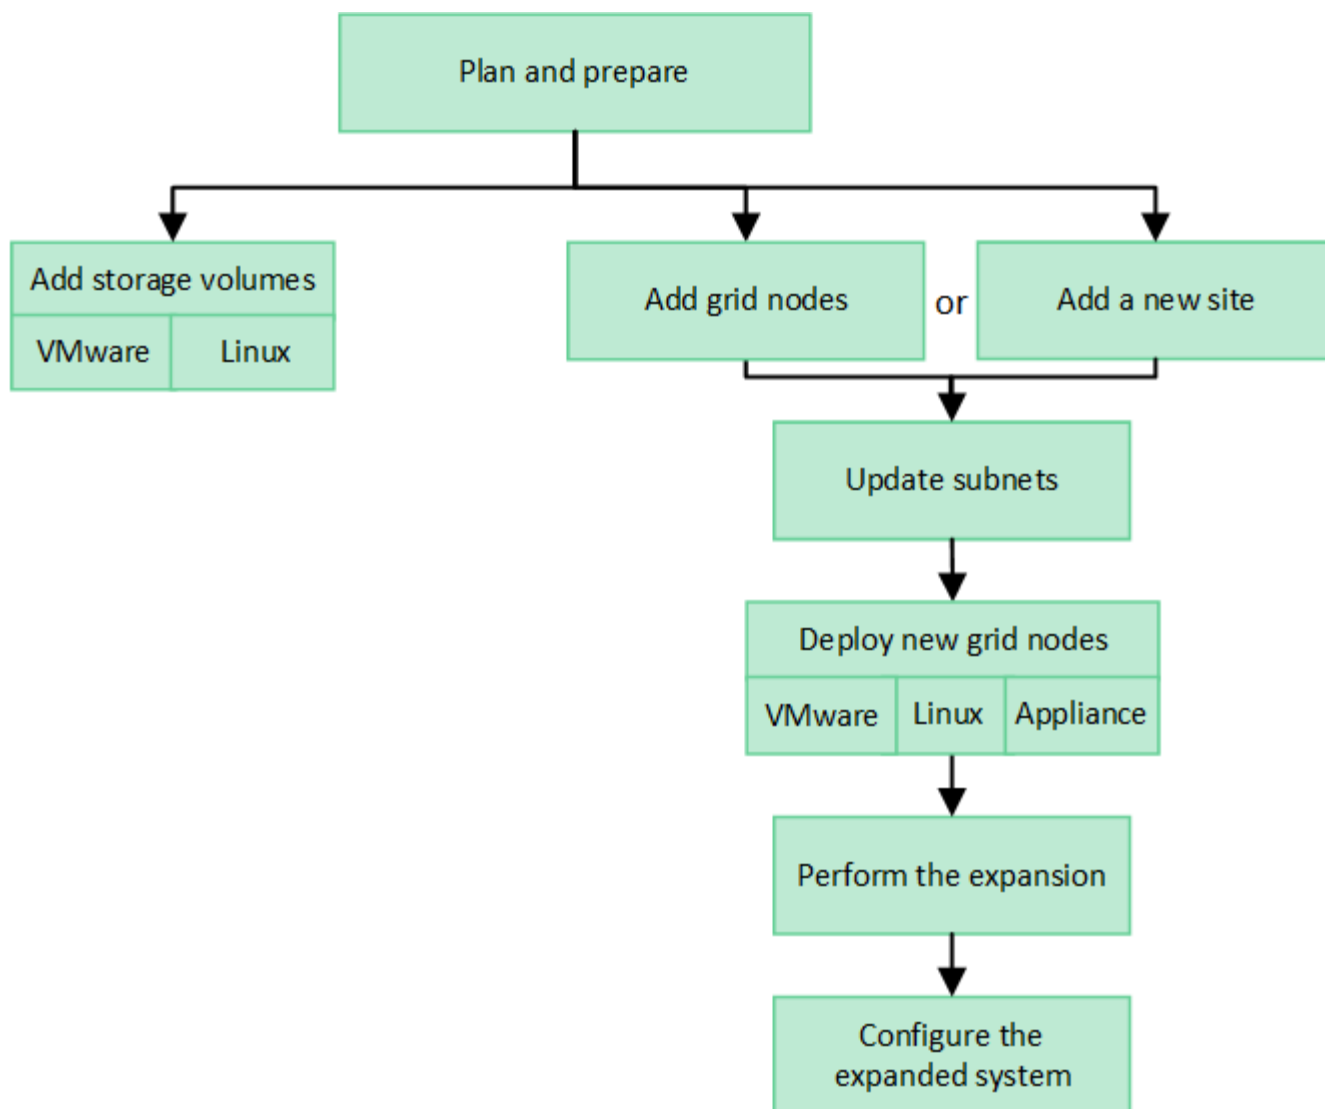 Plan and prepare
Add storage volumes
VMware
Linux
Add grid nodes
or
Add a new site
Update subnets
Deploy new grid nodes
VMware
Linux
Appliance
Perform the expansion
Configure the
expanded system